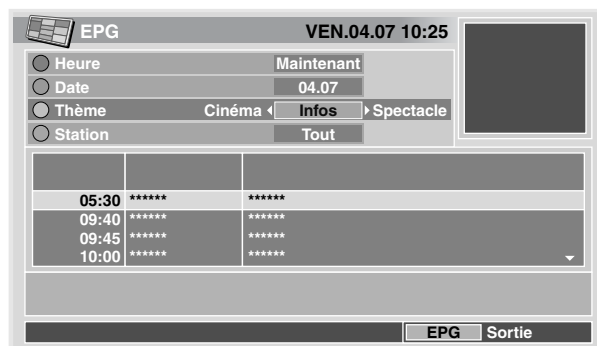 EPG VEN.04.07 10:25
Heure Maintenant
Date 04.07
Thème Cinéma Infos Spectacle
Station Tout
05:30 ****** ******
09:40 ****** ******
09:45 ****** ******
10:00 ****** ******
EPG Sortie